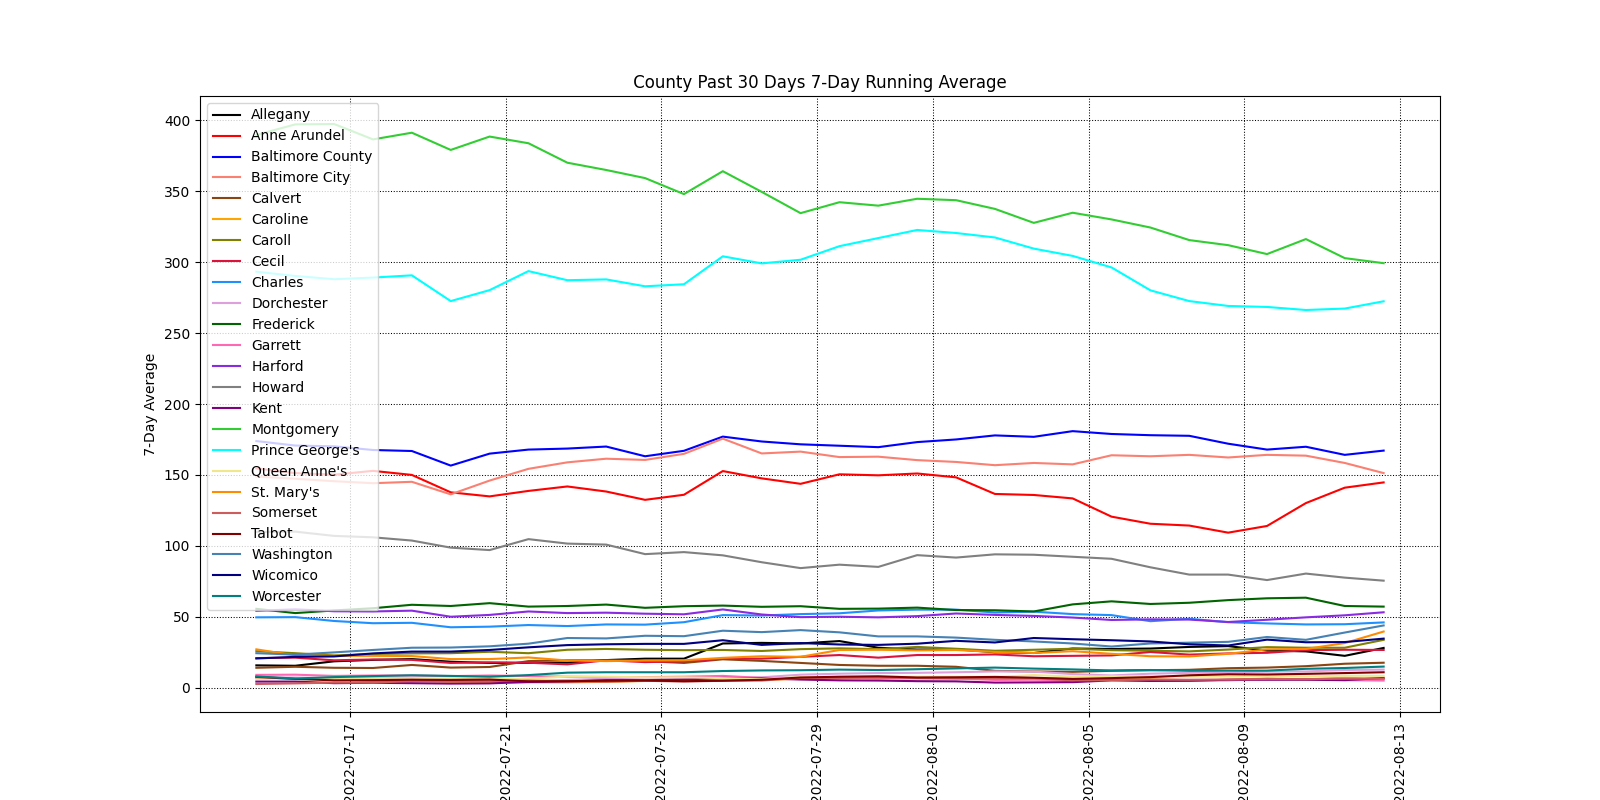 County Past 30 Days 7-Day Running Average
7-Day Average
400
350
300
250
200
150
100
50
0
Allegany
Anne Arundel
Baltimore County
Baltimore City
Calvert
Caroline
Caroll
Cecil
Charles
Dorchester
Frederick
Garrett
Harford
Howard
Kent
Montgomery
Prince George's
Queen Anne's
St. Mary's
Somerset
Talbot
Washington
Wicomico
Worcester
2022-07-17
2022-07-21
2022-07-25
2022-07-29
2022-08-01
2022-08-05
2022-08-09
2022-08-13